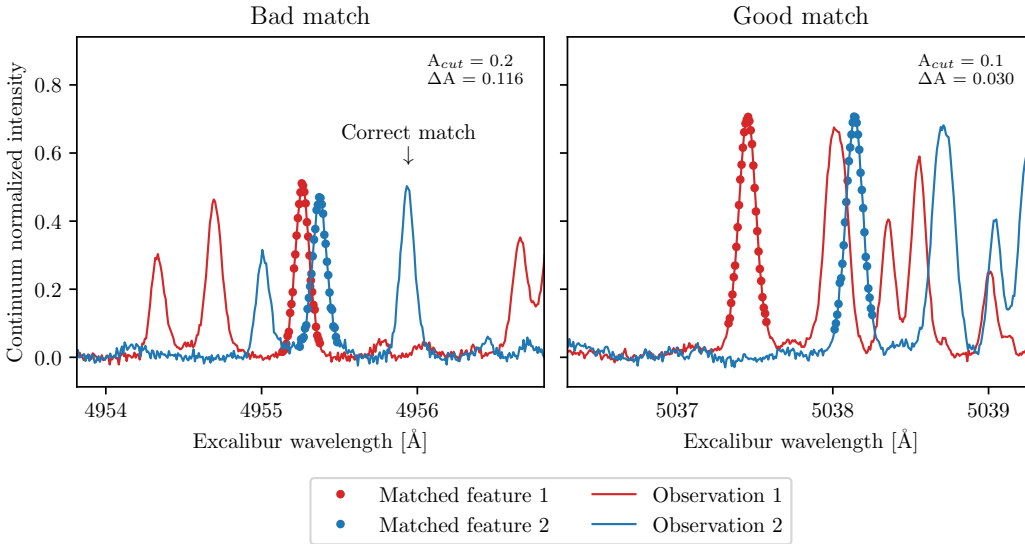 Bad match
Good match
A_cut = 0.2
ΔA = 0.116
A_cut = 0.1
ΔA = 0.030
Correct match
↓
Continuum normalized intensity
0.8
0.6
0.4
0.2
0.0
4954
4955
4956
5037
5038
5039
Excalibur wavelength [Å]
Excalibur wavelength [Å]
Matched feature 1
Observation 1
Matched feature 2
Observation 2